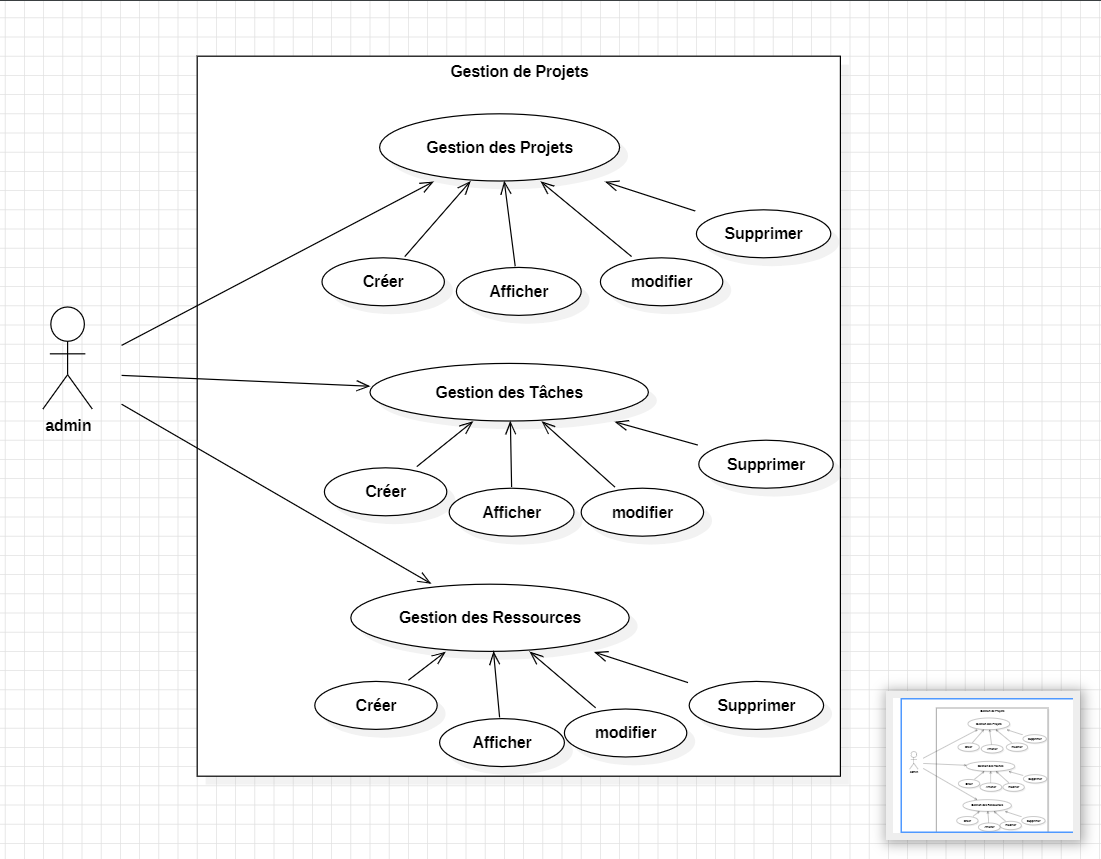 Gestion de Projets
Gestion des Projets
Supprimer
Créer
Afficher
modifier
admin
Gestion des Tâches
Supprimer
Créer
Afficher
modifier
Gestion des Ressources
Créer
Afficher
modifier
Supprimer